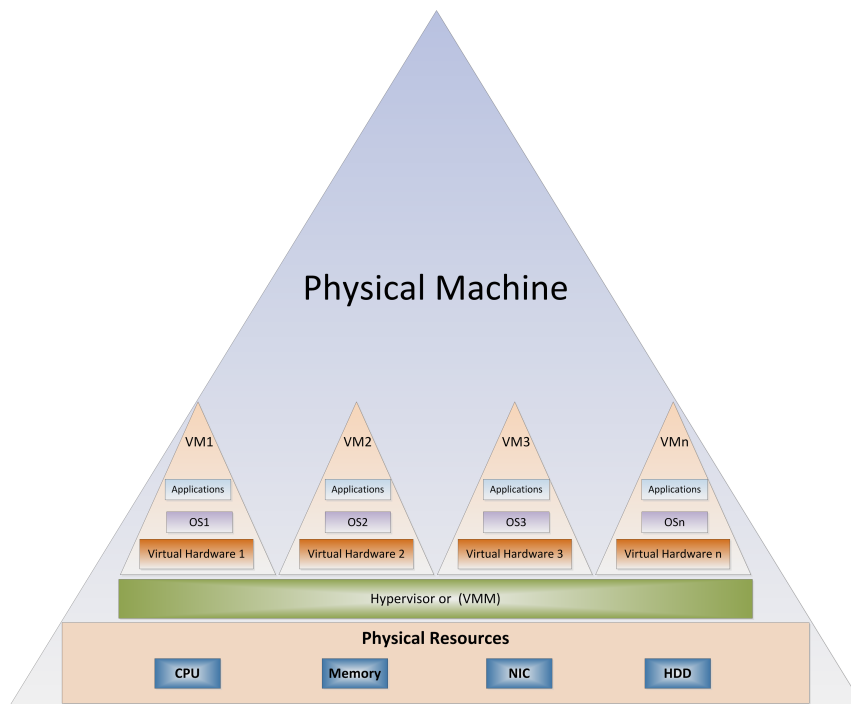 Physical Machine
VM1 VM2 VM3 VMn
Applications Applications Applications Applications
OS1 OS2 OS3 OSn
Virtual Hardware 1 Virtual Hardware 2 Virtual Hardware 3 Virtual Hardware n
Hypervisor or (VMM)
Physical Resources
CPU Memory NIC HDD